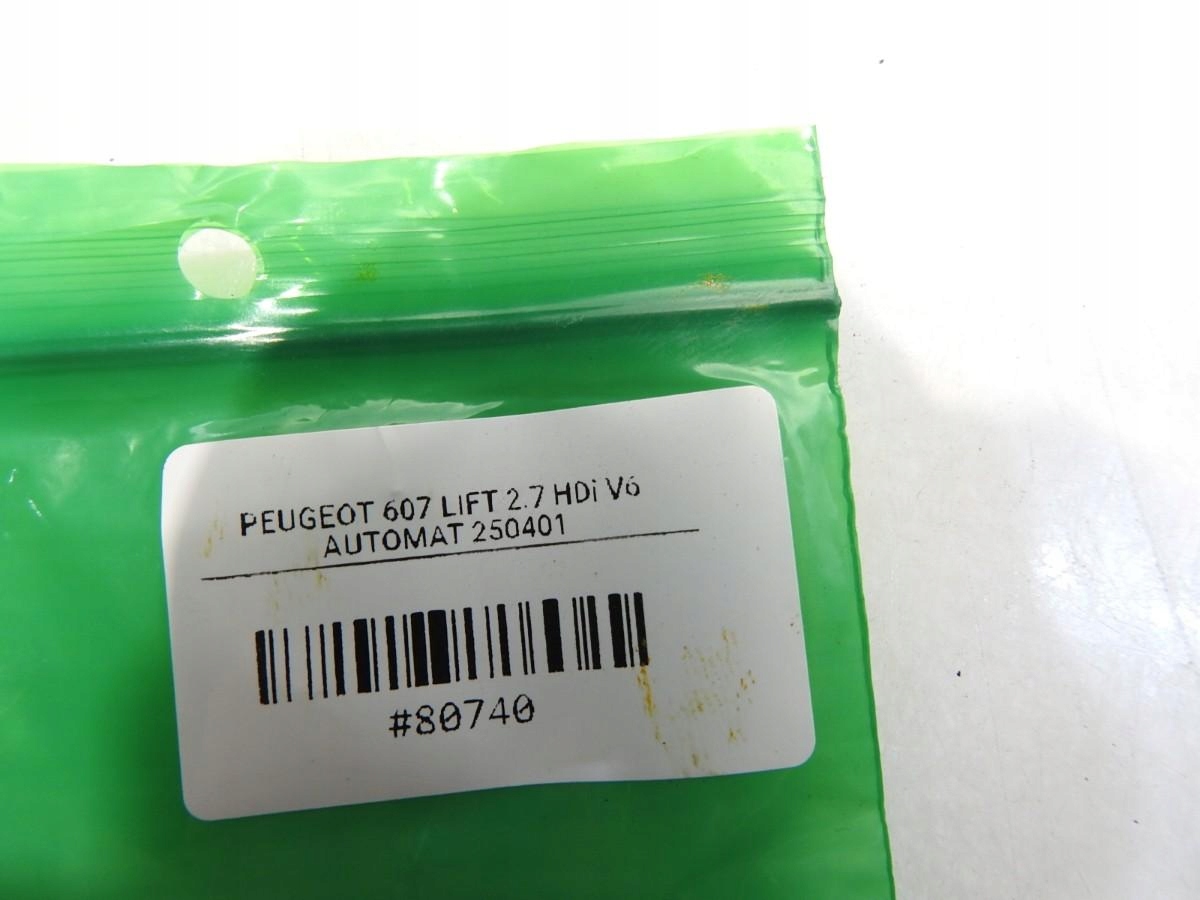 PEUGEOT 607 LIFT 2.7 HDi V6
AUTOMAT 250401
#80740